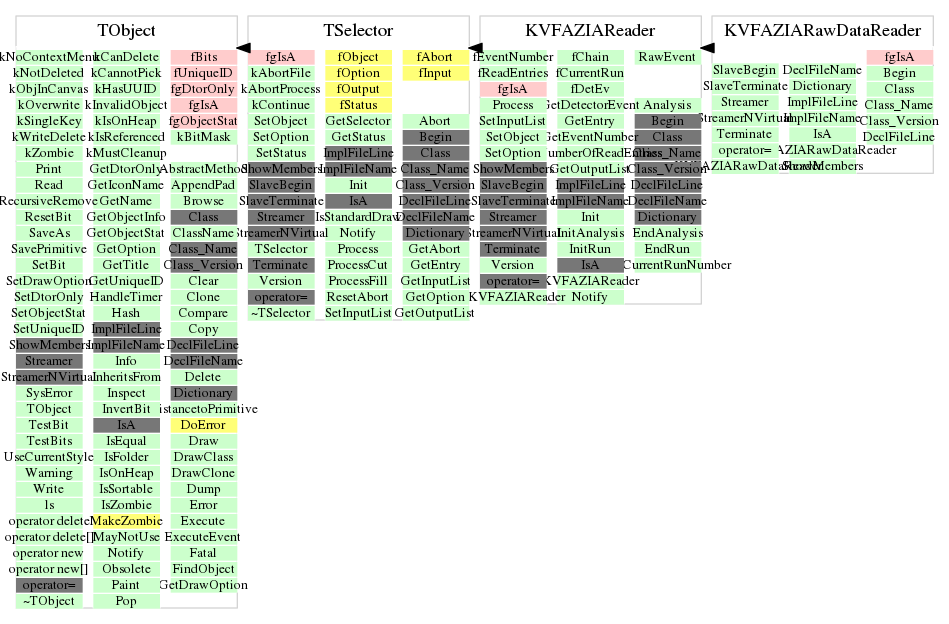 TObject
kNoContextMenu
kNotDeleted
kObjInCanvas
kOverwrite
kSingleKey
kWriteDelete
kZombie
Print
Read
RecursiveRemove
ResetBit
SaveAs
SavePrimitive
SetBit
SetDrawOption
SetDtorOnly
SetObjectStat
SetUniqueID
ShowMembers
Streamer
StreamerNVirtual
SysError
TObject
TestBit
TestBits
UseCurrentStyle
Warning
Write
ls
operator delete
operator delete[]
operator new
operator new[]
operator=
~TObject
kCanDelete
kCannotPick
kHasUUID
kInvalidObject
kIsOnHeap
kIsReferenced
kMustCleanup
GetDtorOnly
GetIconName
GetName
GetObjectInfo
GetObjectStat
GetOption
GetTitle
GetUniqueID
HandleTimer
Hash
ImplFileLine
ImplFileName
Info
InheritsFrom
Inspect
InvertBit
IsA
IsEqual
IsFolder
IsOnHeap
IsSortable
IsZombie
MakeZombie
MayNotUse
Notify
Obsolete
Paint
Pop
fBits
fUniqueID
fgDtorOnly
fgIsA
fgObjectStat
kBitMask
AbstractMethod
AppendPad
Browse
Class
ClassName
Class_Name
Class_Version
Clear
Clone
Compare
Copy
DeclFileLine
DeclFileName
Delete
Dictionary
istancetoPrimitive
DoError
Draw
DrawClass
DrawClone
Dump
Error
Execute
ExecuteEvent
Fatal
FindObject
GetDrawOption
TSelector
fgIsA
kAbortFile
kAbortProcess
kContinue
SetObject
SetOption
SetStatus
ShowMembers
SlaveBegin
SlaveTerminate
Streamer
StreamerNVirtual
TSelector
Terminate
Version
operator=
~TSelector
fObject
fOption
fOutput
fStatus
GetSelector
GetStatus
ImplFileLine
ImplFileName
Init
IsA
IsStandardDraw
Notify
Process
ProcessCut
ProcessFill
ResetAbort
SetInputList
fAbort
fInput
Abort
Begin
Class
Class_Name
Class_Version
DeclFileLine
DeclFileName
Dictionary
GetAbort
GetEntry
GetInputList
GetOption
GetOutputList
KVFAZIAReader
fEventNumber
fReadEntries
fgIsA
Process
SetInputList
SetObject
SetOption
ShowMembers
SlaveBegin
SlaveTerminate
Streamer
StreamerNVirtual
Terminate
Version
operator=
KVFAZIAReader
fChain
fCurrentRun
fDetEv
GetDetectorEvent
GetEntry
GetEventNumber
umberOfReadEntries
GetOutputList
ImplFileLine
ImplFileName
Init
InitAnalysis
InitRun
IsA
KVFAZIAReader
Notify
RawEvent
Analysis
Begin
Class
Class_Name
Class_Version
DeclFileLine
DeclFileName
Dictionary
EndAnalysis
EndRun
CurrentRunNumber
KVFAZIARawDataReader
SlaveBegin
SlaveTerminate
Streamer
StreamerNVirtual
Terminate
operator=
DeclFileName
Dictionary
ImplFileLine
ImplFileName
IsA
AZIARawDataReader
ShowMembers
fgIsA
Begin
Class
Class_Name
Class_Version
DeclFileLine